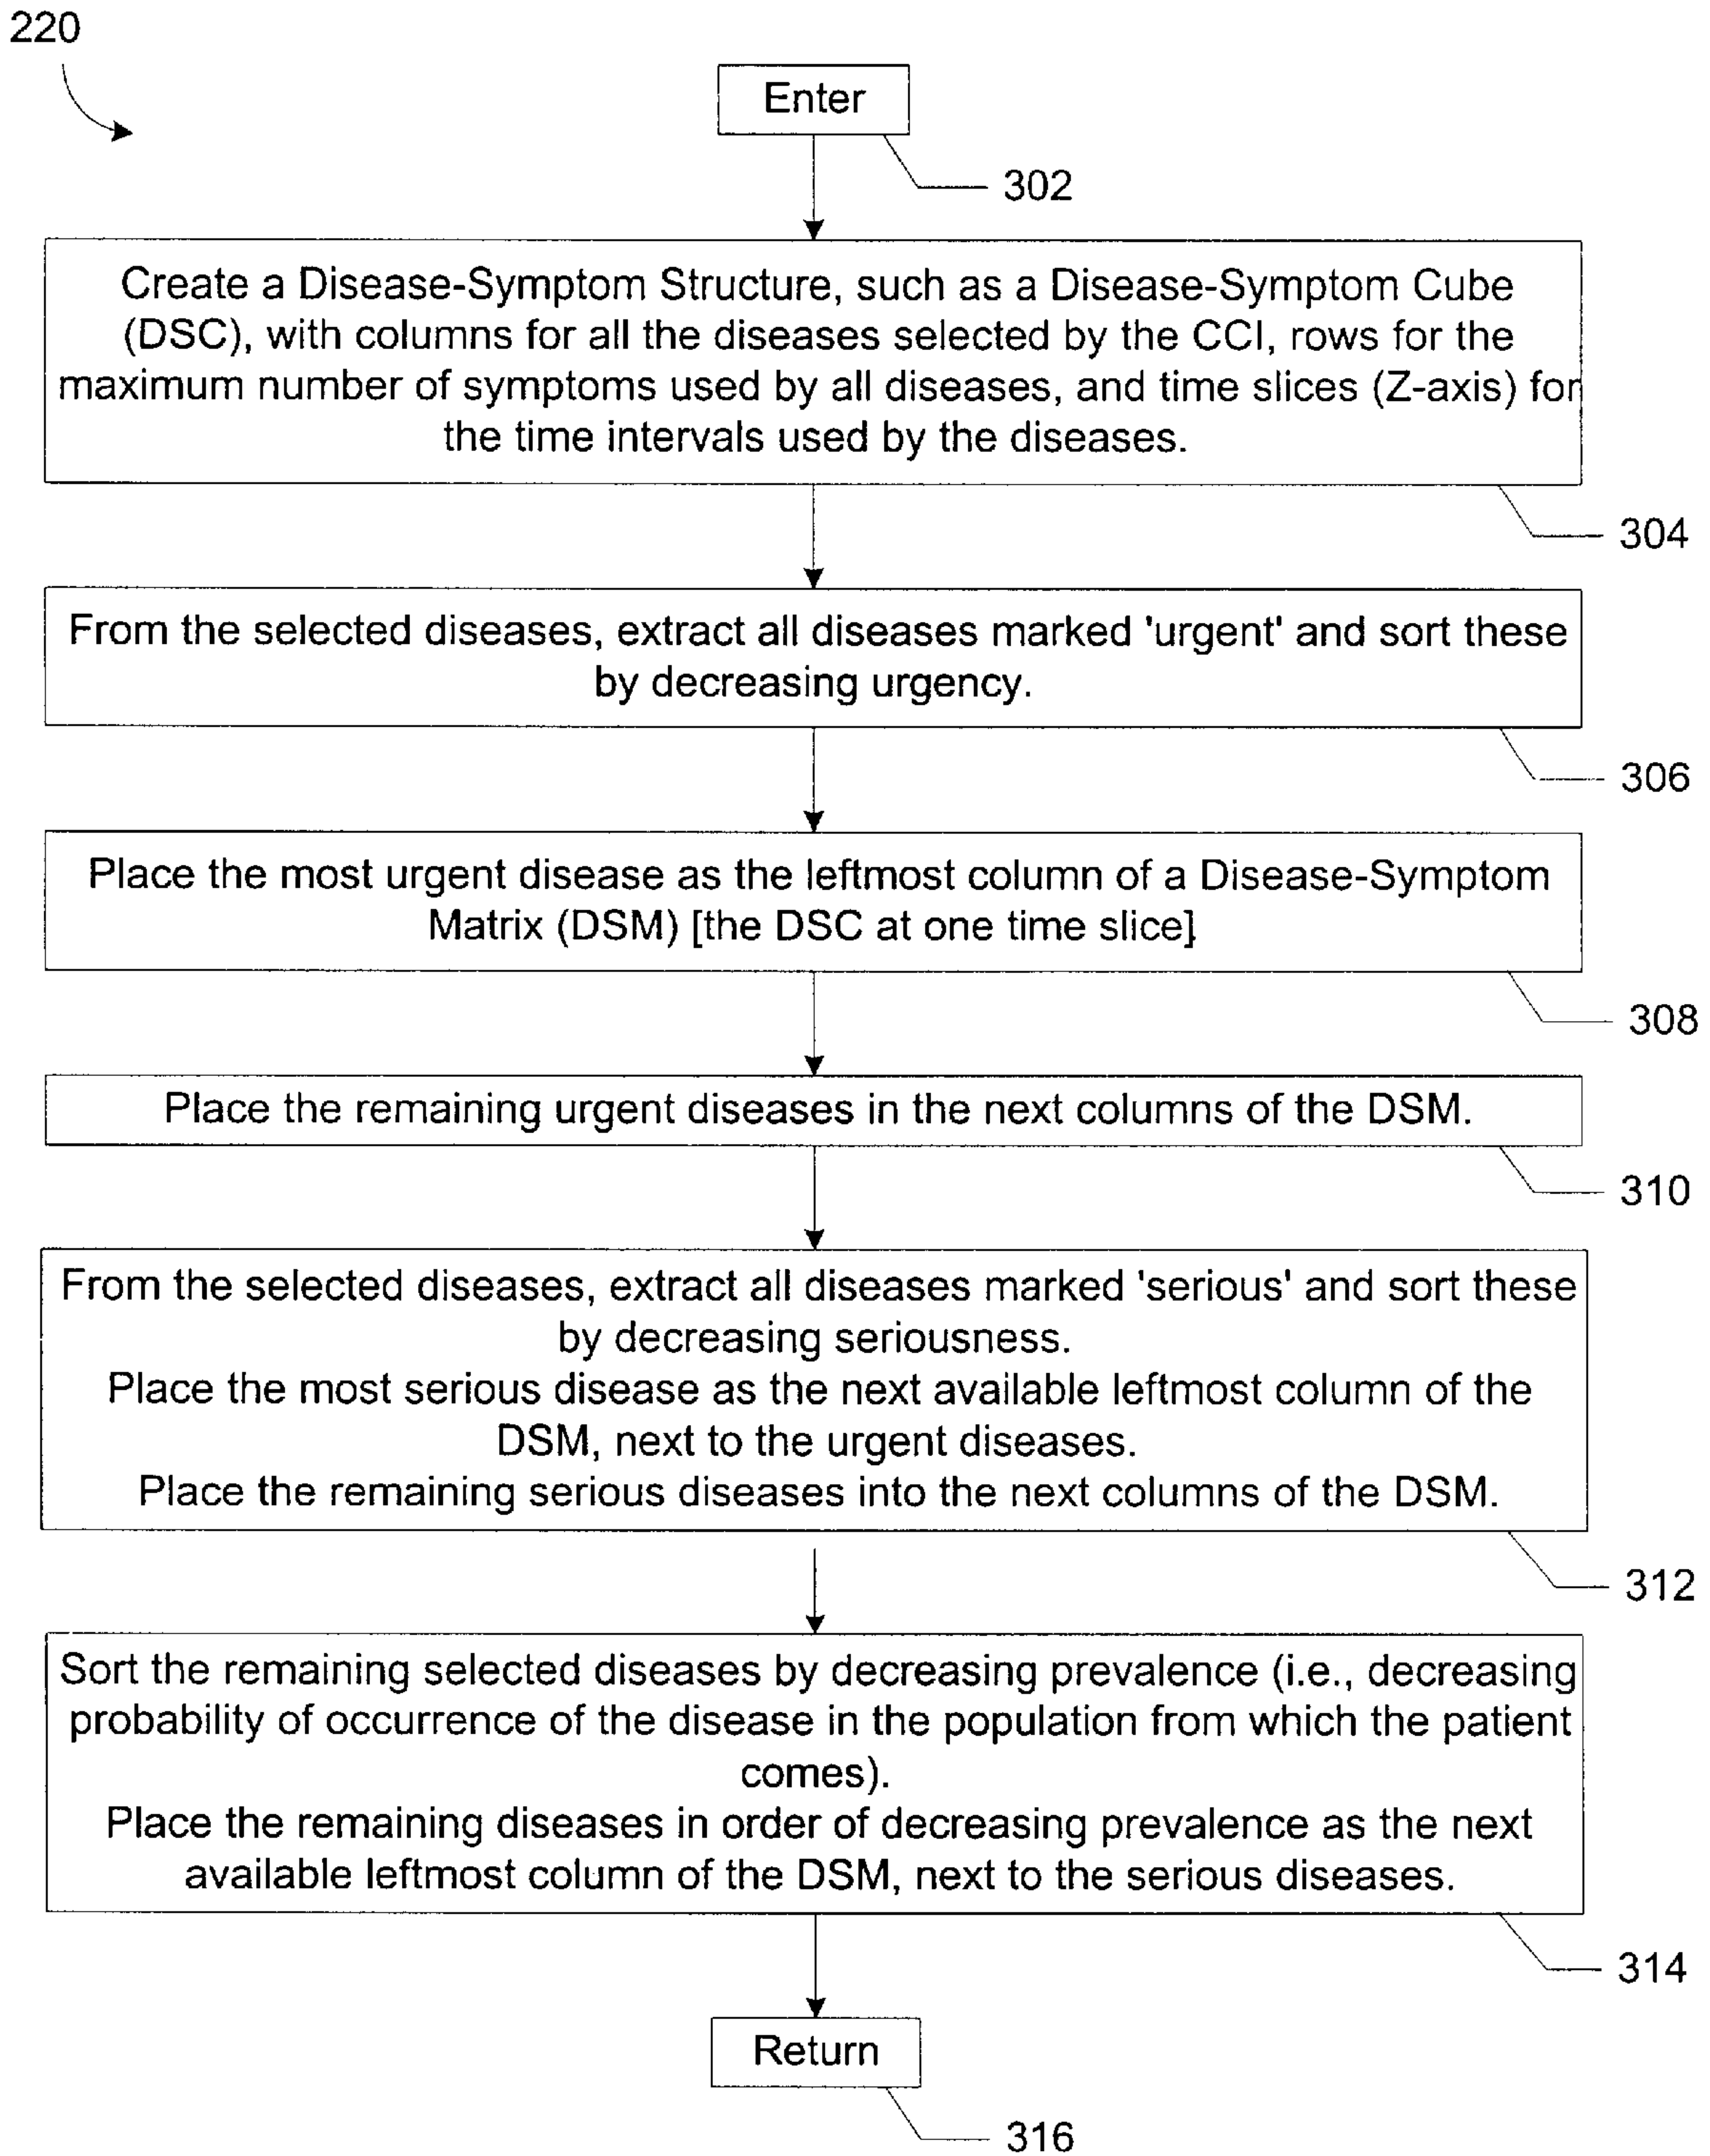 220
Enter
302
Create a Disease-Symptom Structure, such as a Disease-Symptom Cube
(DSC), with columns for all the diseases selected by the CCI, rows for the
maximum number of symptoms used by all diseases, and time slices (Z-axis) for
the time intervals used by the diseases.
304
From the selected diseases, extract all diseases marked 'urgent' and sort these
by decreasing urgency.
306
Place the most urgent disease as the leftmost column of a Disease-Symptom
Matrix (DSM) [the DSC at one time slice]
308
Place the remaining urgent diseases in the next columns of the DSM.
310
From the selected diseases, extract all diseases marked 'serious' and sort these
by decreasing seriousness.
Place the most serious disease as the next available leftmost column of the
DSM, next to the urgent diseases.
Place the remaining serious diseases into the next columns of the DSM.
312
Sort the remaining selected diseases by decreasing prevalence (i.e., decreasing
probability of occurrence of the disease in the population from which the patient
comes).
Place the remaining diseases in order of decreasing prevalence as the next
available leftmost column of the DSM, next to the serious diseases.
314
Return
316